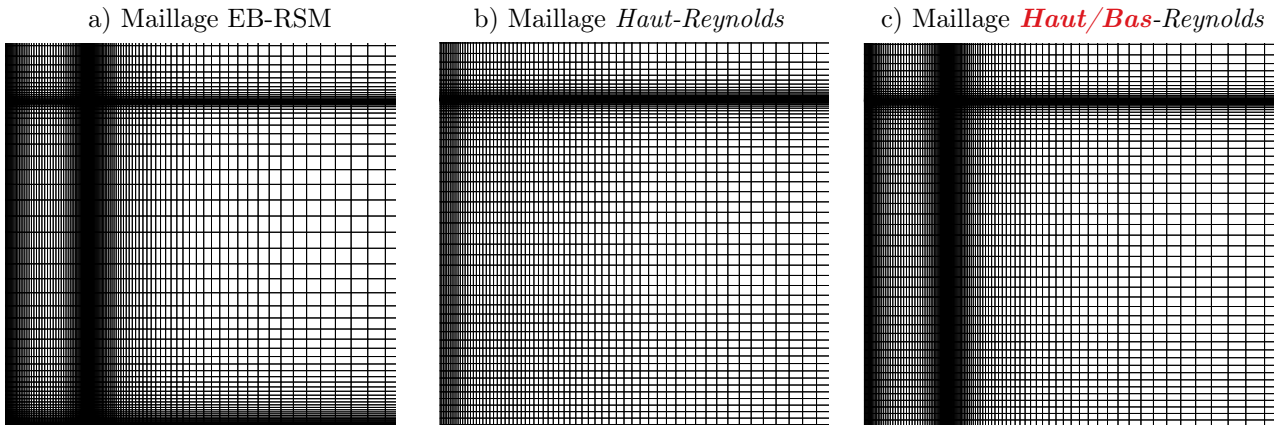 a) Maillage EB-RSM
b) Maillage Haut-Reynolds
c) Maillage Haut/Bas-Reynolds